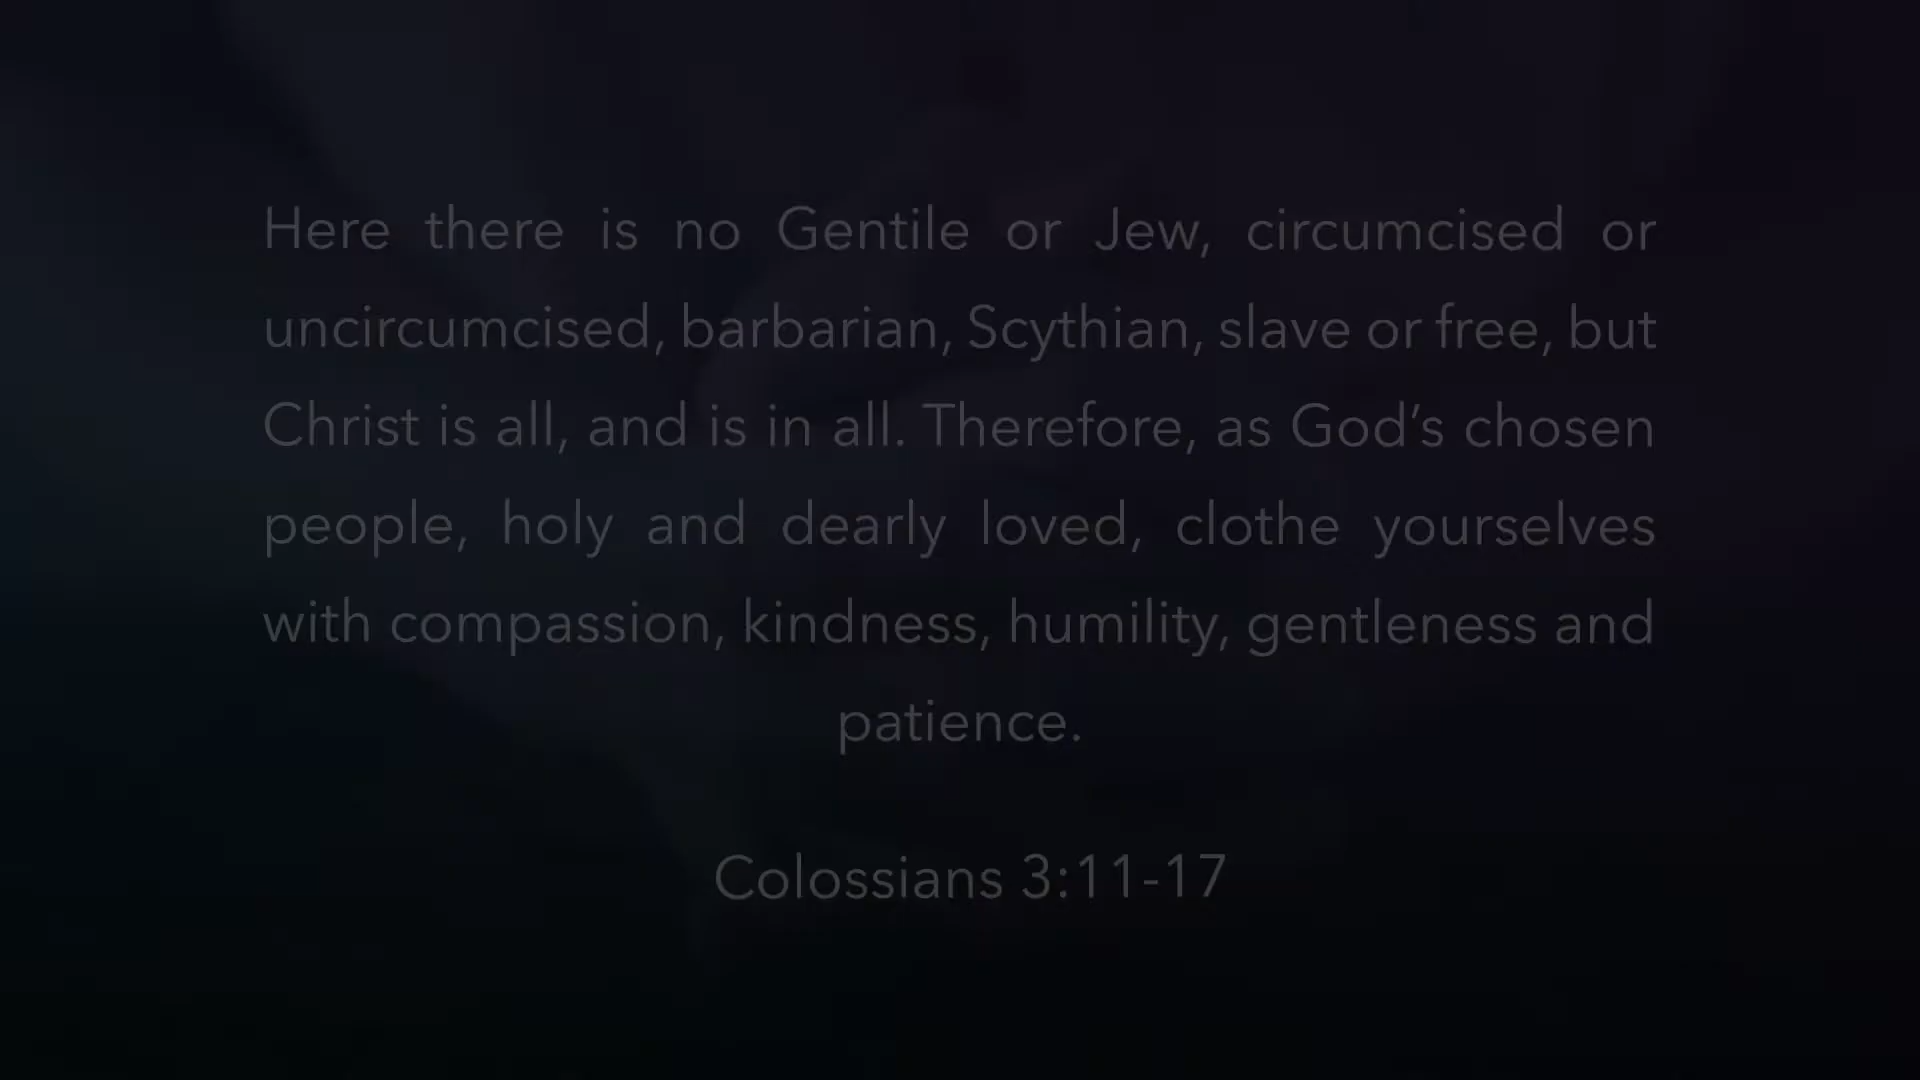 Here there is no Gentile or Jew, circumcised or
uncircumcised, barbarian, Scythian, slave or free, but
Christ is all, and is in all. Therefore, as God’s chosen
people, holy and dearly loved, clothe yourselves
with compassion, kindness, humility, gentleness and
patience.
Colossians 3:11-17